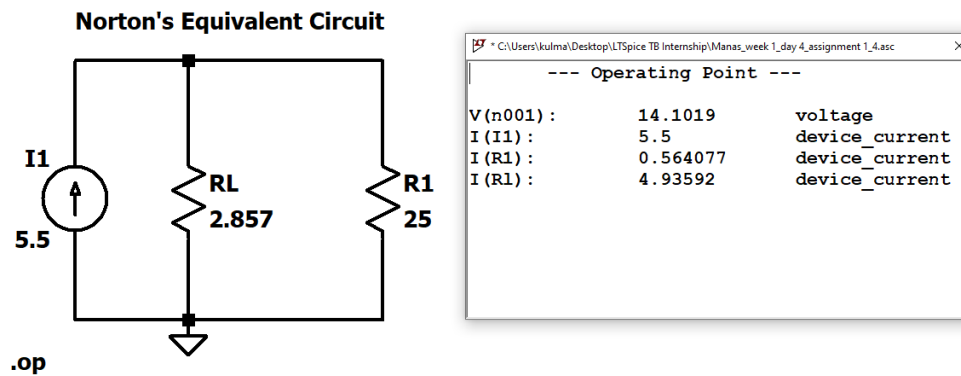 Norton's Equivalent Circuit
I1
5.5
RL
2.857
R1
25
.op
* C:\Users\kulma\Desktop\LTSpice TB Internship\Manas_week 1_day 4_assignment 1_4.asc
--- Operating Point ---
V(n001): 14.1019 voltage
I(I1): 5.5 device_current
I(R1): 0.564077 device_current
I(Rl): 4.93592 device_current